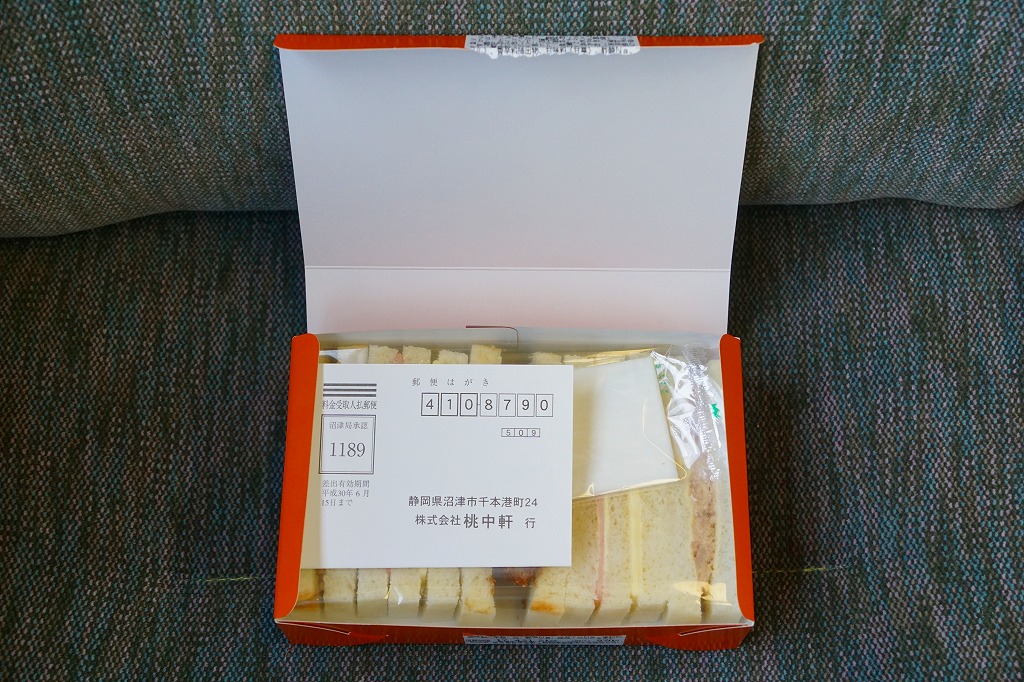 郵便はがき
4108790
509
料金受取人払郵便
沼津局承認
1189
差出有効期間
平成30年6月
15日まで
静岡県沼津市千本港町24
株式会社 桃中軒 行